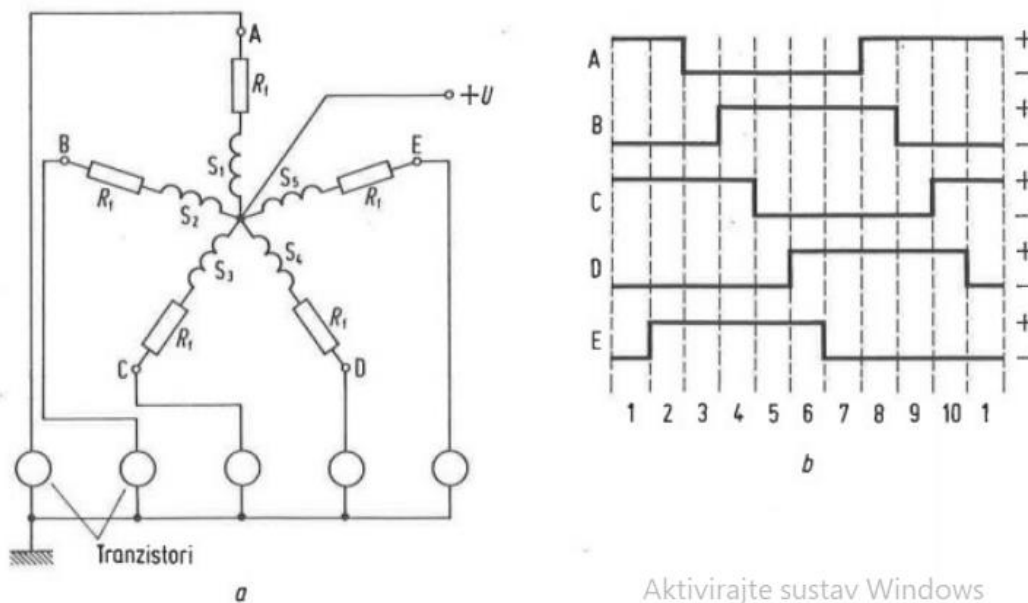 A
R₁
+U
B
E
S₁
S₅
R₁
S₂
R₁
S₃
S₄
R₁
R₁
C
D
Tranzistori
a
A + −
B + −
C + −
D + −
E + −
1 2 3 4 5 6 7 8 9 10 1
b
Aktivirajte sustav Windows